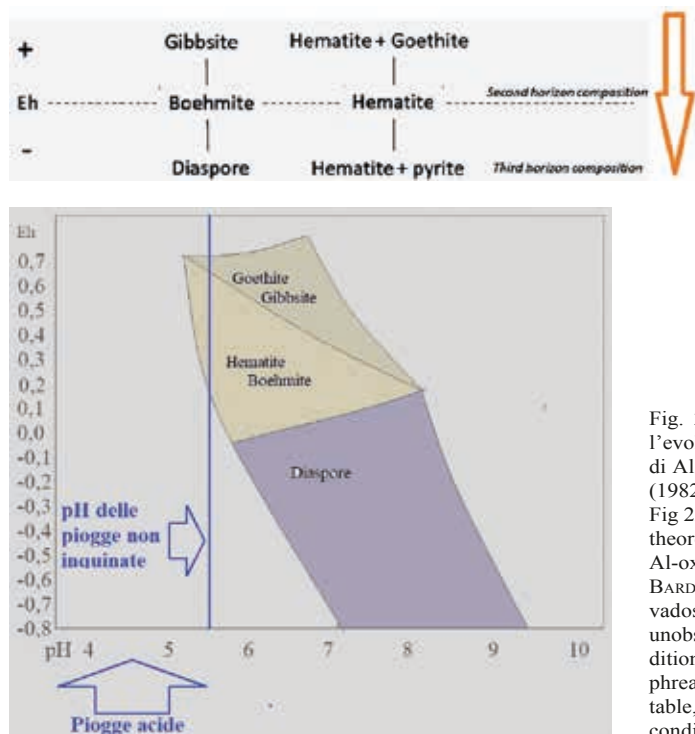 + Gibbsite Hematite + Goethite
Eh Boehmite Hematite Second horizon composition
- Diaspore Hematite + pyrite Third horizon composition
Eh
0,7
0,6
0,5
0,4
0,3
0,2
0,1
0,0
-0,1
-0,2
-0,3
-0,4
-0,5
-0,6
-0,7
-0.8
Goethite
Gibbsite
Hematite
Boehmite
Diaspore
pH delle
piogge non
inquinate
pH 4 5 6 7 8 9 10
Piogge acide
Fig.
l'evo
di Al
(1982
Fig 2
theor
Al-ox
BARD
vados
unobs
dition
phrea
table,
condi